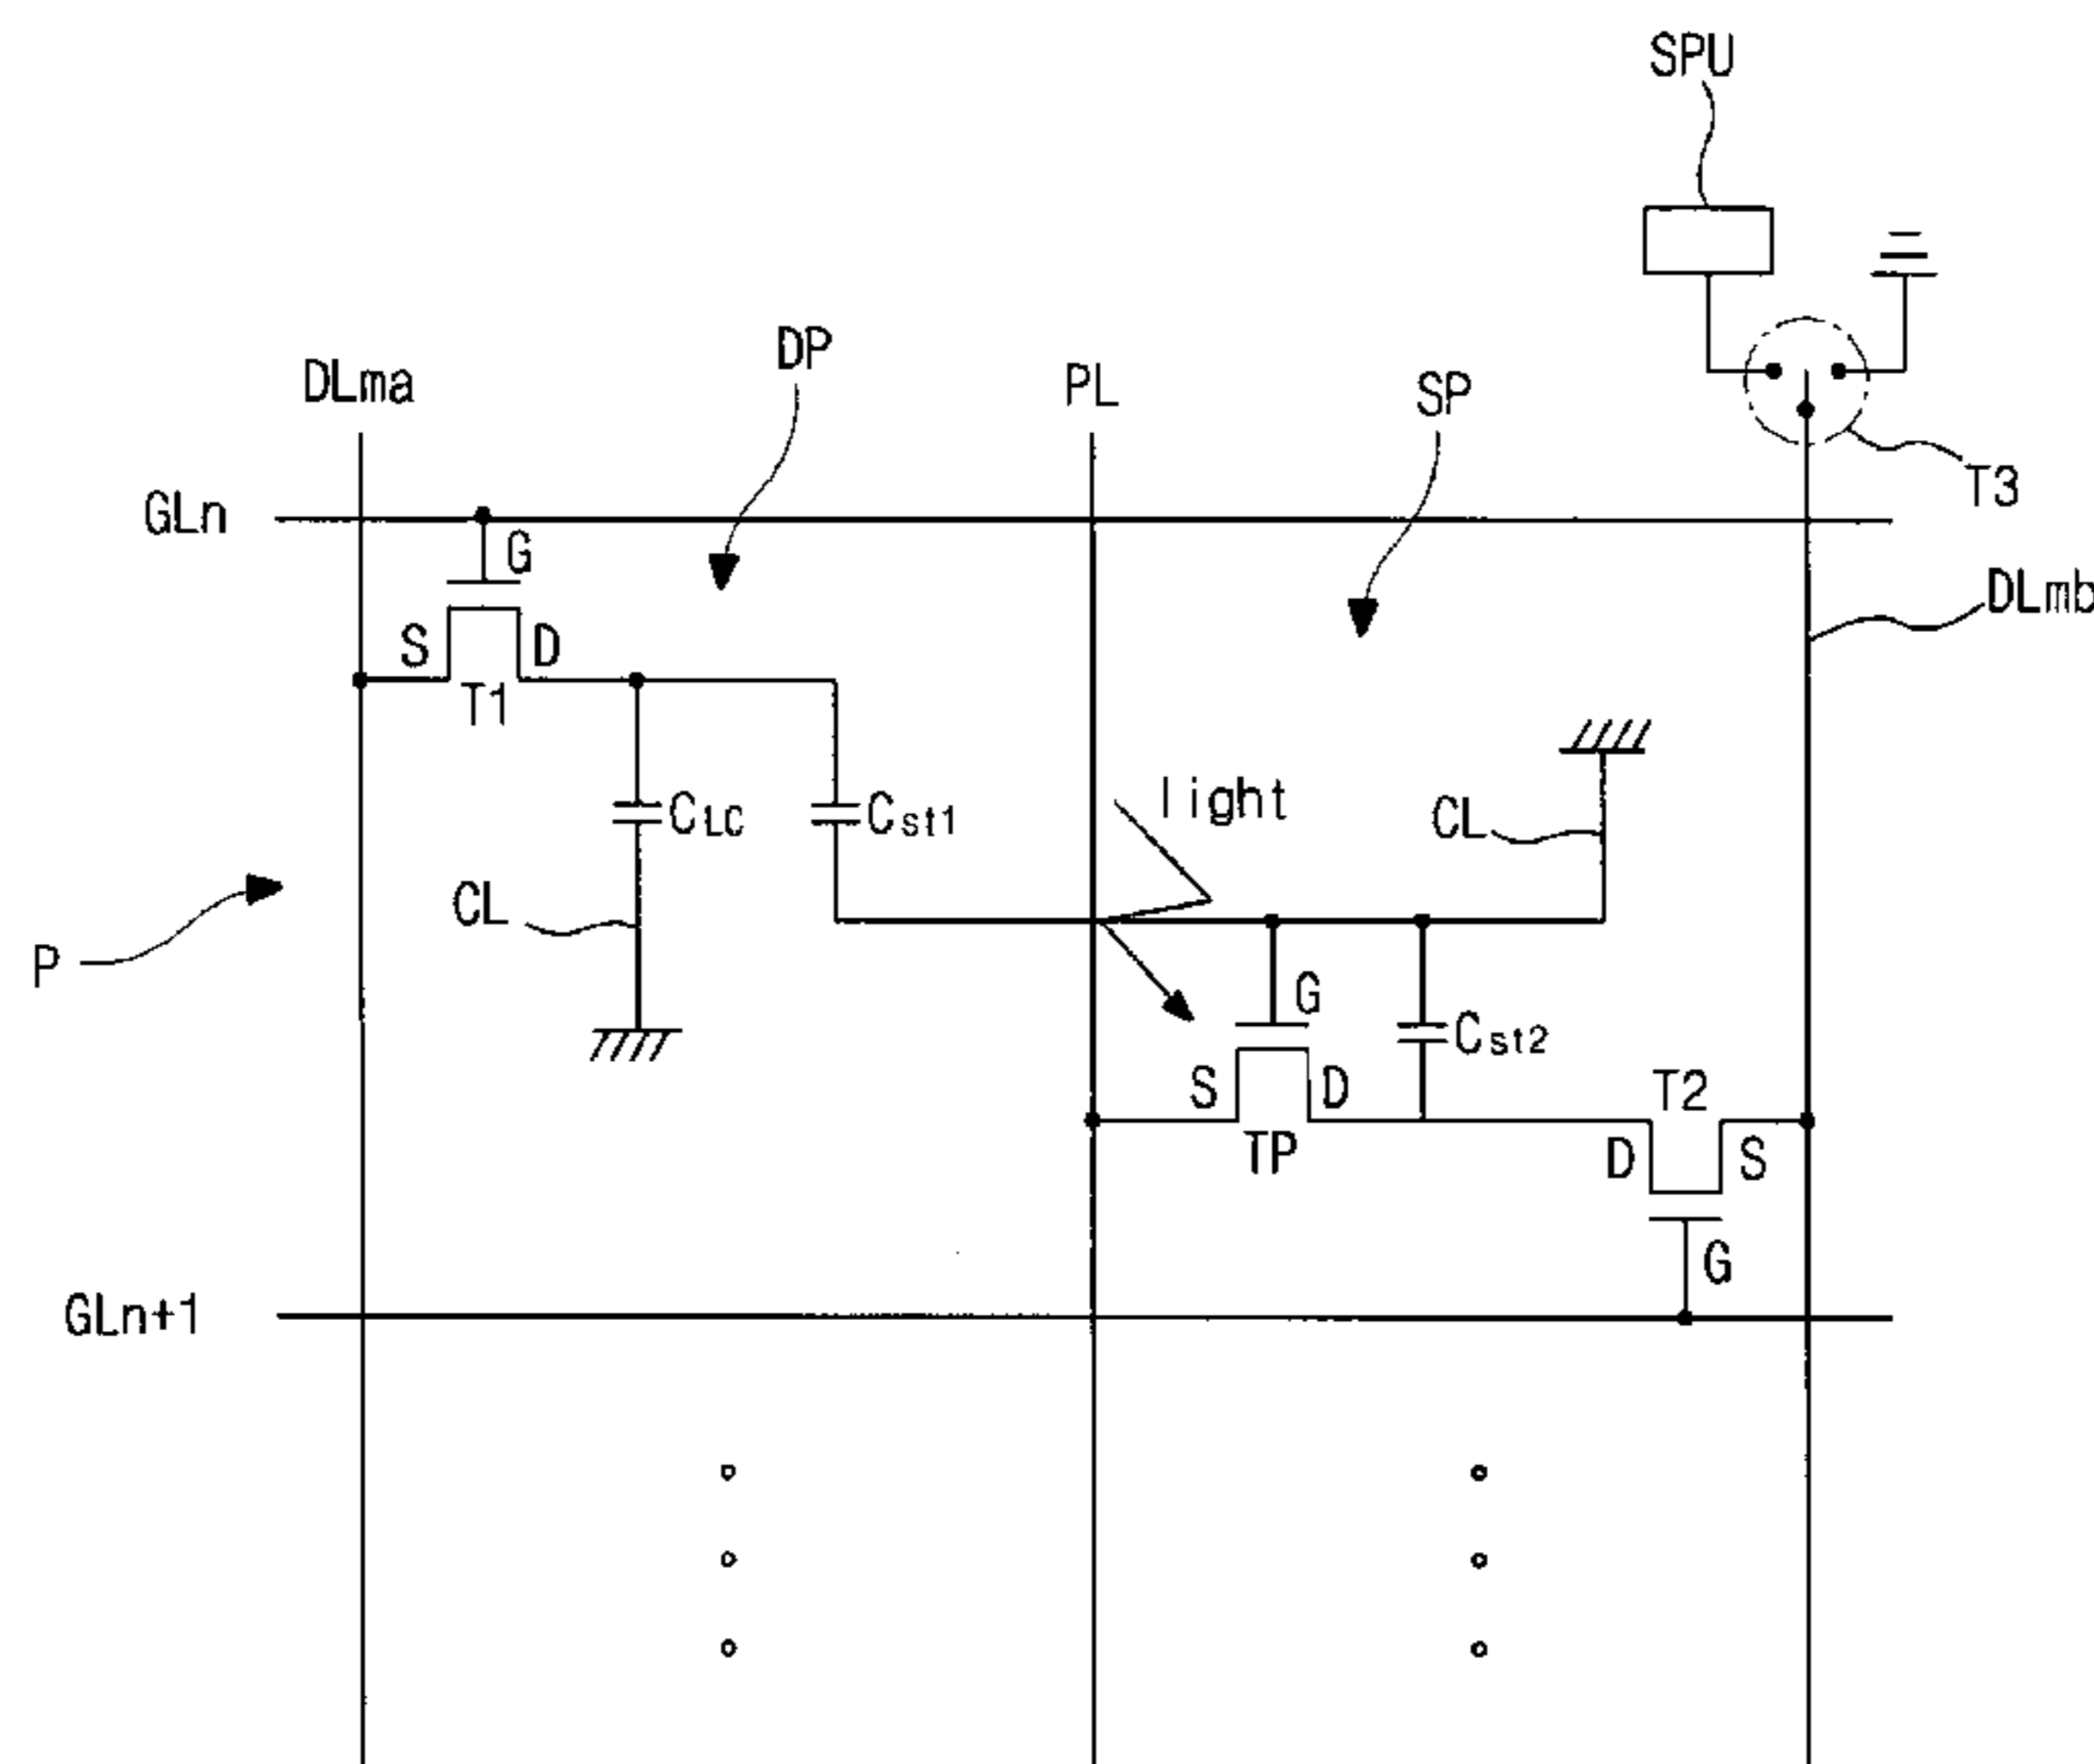 SPU
DP
DLma
PL
SP
T3
GLn
G
DLmb
S
D
T1
light
CLC
Cst1
CL
CL
P
G
Cst2
S
D
T2
TP
D
S
G
GLn+1